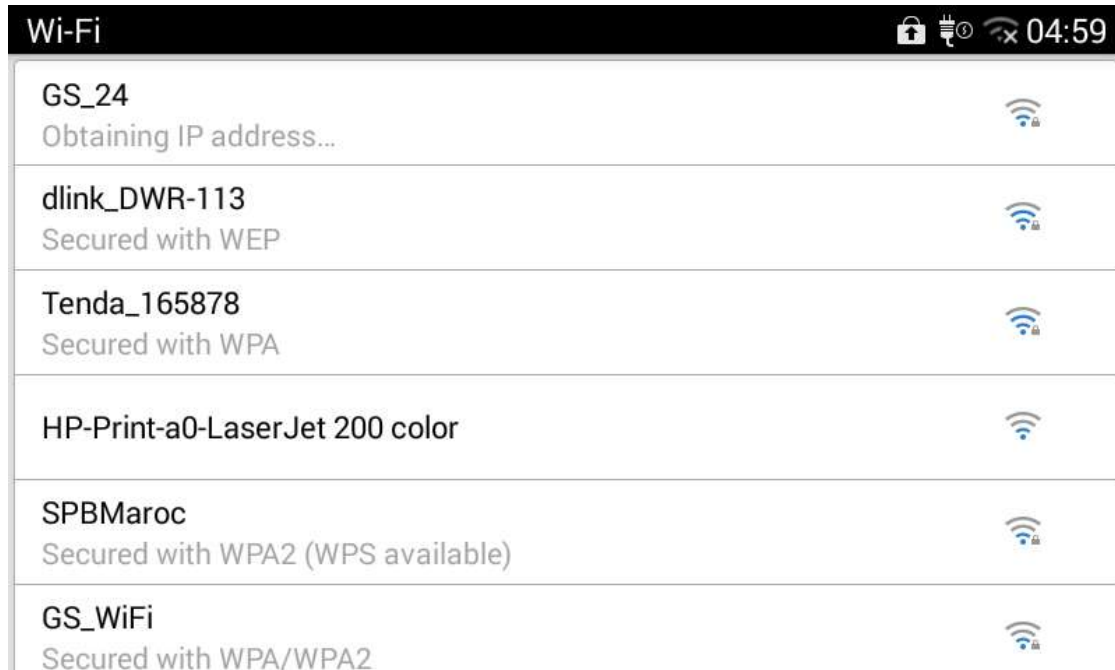 Wi-Fi 04:59
GS_24
Obtaining IP address...
dlink_DWR-113
Secured with WEP
Tenda_165878
Secured with WPA
HP-Print-a0-LaserJet 200 color
SPBMaroc
Secured with WPA2 (WPS available)
GS_WiFi
Secured with WPA/WPA2